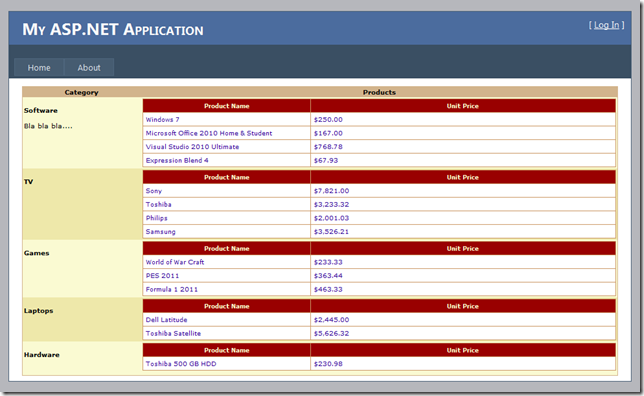 My ASP.NET Application
[ Log In ]
Home About
Category Products
Software
Bla bla bla....
Product Name Unit Price
Windows 7 $250.00
Microsoft Office 2010 Home & Student $167.00
Visual Studio 2010 Ultimate $768.78
Expression Blend 4 $67.93
TV
Product Name Unit Price
Sony $7,821.00
Toshiba $3,233.32
Philips $2,001.03
Samsung $3,526.21
Games
Product Name Unit Price
World of War Craft $233.33
PES 2011 $363.44
Formula 1 2011 $463.33
Laptops
Product Name Unit Price
Dell Latitude $2,445.00
Toshiba Satellite $5,626.32
Hardware
Product Name Unit Price
Toshiba 500 GB HDD $230.98